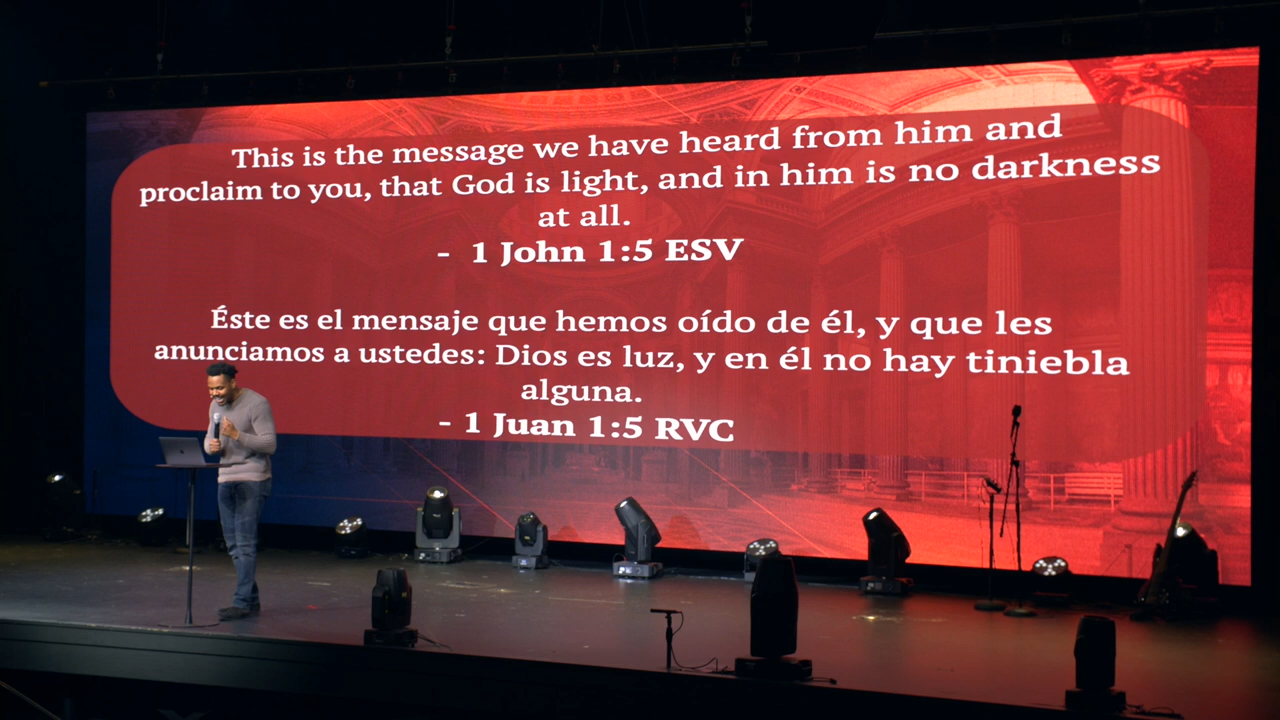 This is the message we have heard from him and
proclaim to you, that God is light, and in him is no darkness
at all.
- 1 John 1:5 ESV
Éste es el mensaje que hemos oído de él, y que les
anunciamos a ustedes: Dios es luz, y en él no hay tiniebla
alguna.
- 1 Juan 1:5 RVC